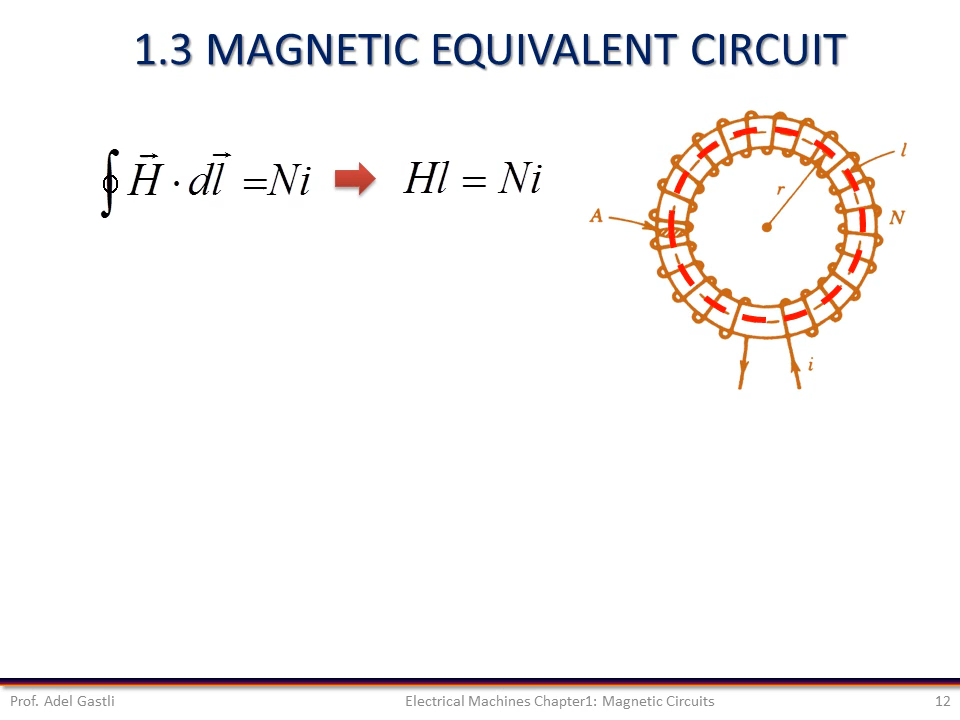 1.3 MAGNETIC EQUIVALENT CIRCUIT
∮ H⃗ · dl⃗ =Ni Hl = Ni
l
r
A
N
i
Prof. Adel Gastli Electrical Machines Chapter1: Magnetic Circuits 12